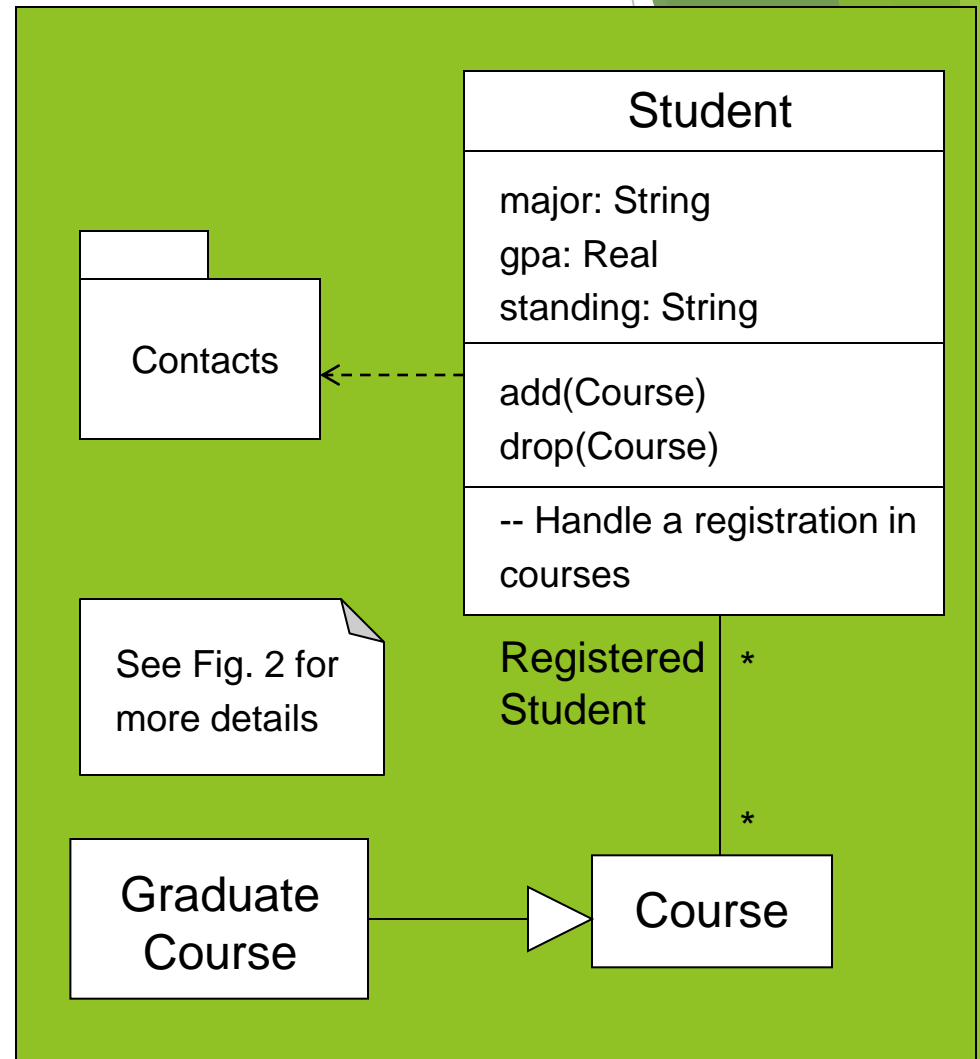 Student
major: String
gpa: Real
standing: String
add(Course)
drop(Course)
-- Handle a registration in
courses
Contacts
See Fig. 2 for
more details
Registered
Student
*
*
Graduate
Course
Course